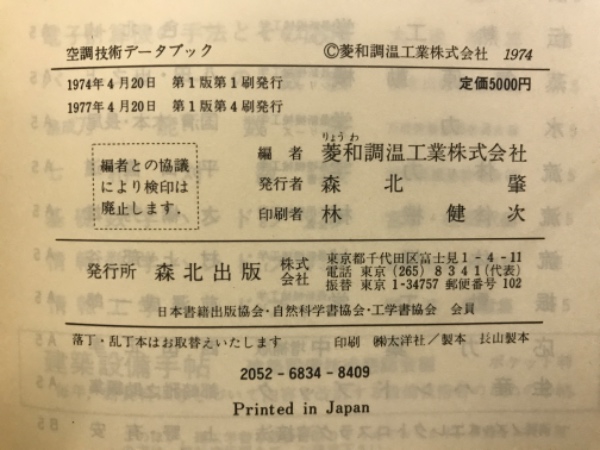 空調技術データブック
©菱和調温工業株式会社 1974
1974年4月20日 第1版第1刷発行
定価5000円
1977年4月20日 第1版第4刷発行
編者との協議
により検印は
廃止します.
りょうわ
編者 菱和調温工業株式会社
発行者 森北肇
印刷者 林健次
発行所 森北出版 株式会社
東京都千代田区富士見1-4-11
電話 東京(265)8341(代表)
振替 東京1-34757 郵便番号102
日本書籍出版協会・自然科学書協会・工学書協会 会員
落丁・乱丁本はお取替えいたします 印刷 ㈱太洋社/製本 長山製本
2052-6834-8409
Printed in Japan